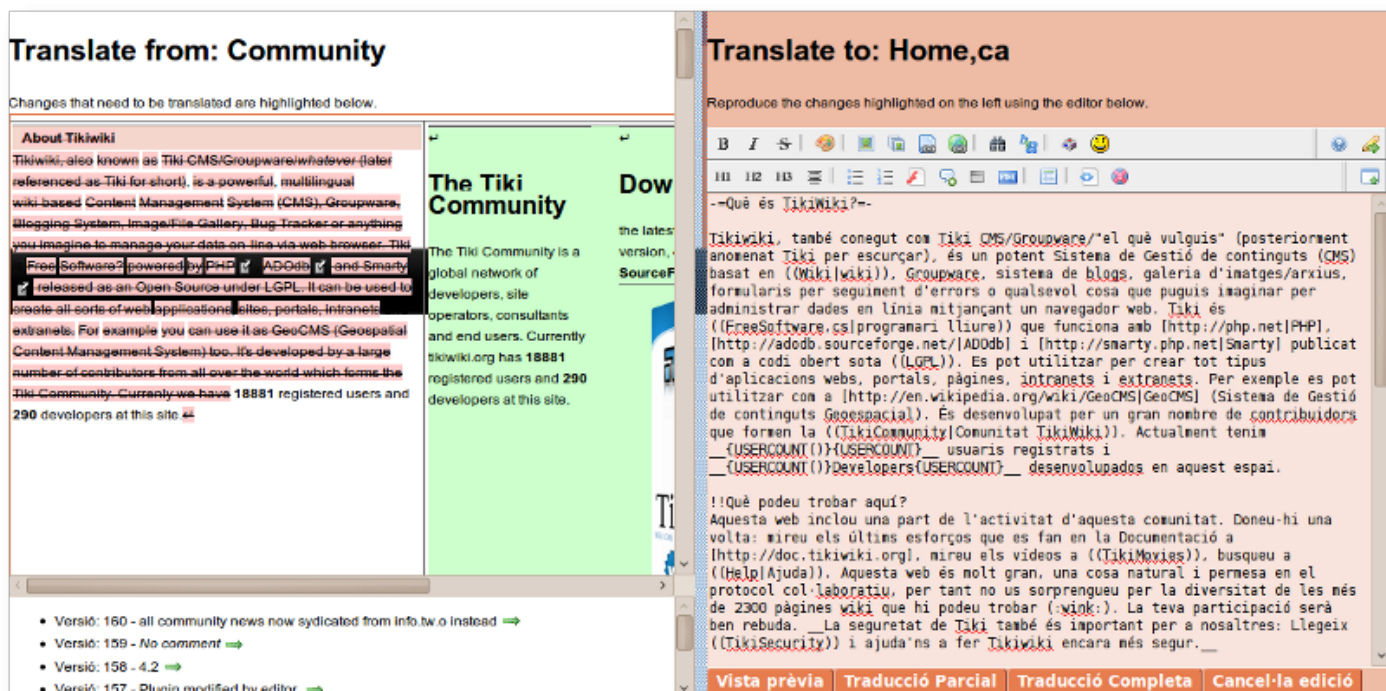 Translate from: Community
Changes that need to be translated are highlighted below.
About Tikiwiki
Tikiwiki, also known as Tiki CMS/Groupware/whatever (later
referenced as Tiki for short), is a powerful, multilingual
wiki-based Content Management System (CMS), Groupware,
Blogging System, Image/File Gallery, Bug Tracker or anything
you imagine to manage your data on-line via web browser. Tiki
Free Software? powered by PHP ADOdb and Smarty
released as an Open Source under LGPL. It can be used to
create all sorts of web applications sites, portals, intranets
extranets. For example you can use it as GeoCMS (Geospatial
Content Management System) too. It's developed by a large
number of contributors from all over the world which forms the
Tiki Community. Currenly we have 18881 registered users and
290 developers at this site.↵
↵
The Tiki
Community
The Tiki Community is a
global network of
developers, site
operators, consultants
and end users. Currently
tikiwiki.org has 18881
registered users and 290
developers at this site.
↵
Dow
the latest
version,
SourceF
Ti
Versió: 160 - all community news now sydicated from info.tw.o instead
Versió: 159 - No comment
Versió: 158 - 4.2
Versió: 157 - Plugin modified by editor
Translate to: Home,ca
Reproduce the changes highlighted on the left using the editor below.
B I S
H1 H2 H3
-=Què és TikiWiki?=-
Tikiwiki, també conegut com Tiki CMS/Groupware/"el què vulguis" (posteriorment
anomenat Tiki per escurçar), és un potent Sistema de Gestió de continguts (CMS)
basat en ((Wiki|wiki)), Groupware, sistema de blogs, galeria d'imatges/arxius,
formularis per seguiment d'errors o qualsevol cosa que puguis imaginar per
administrar dades en línia mitjançant un navegador web. Tiki és
((FreeSoftware.cs|programari lliure)) que funciona amb [http://php.net|PHP],
[http://adodb.sourceforge.net/|ADOdb] i [http://smarty.php.net|Smarty] publicat
com a codi obert sota ((LGPL)). Es pot utilitzar per crear tot tipus
d'aplicacions webs, portals, pàgines, intranets i extranets. Per exemple es pot
utilitzar com a [http://en.wikipedia.org/wiki/GeoCMS|GeoCMS] (Sistema de Gestió
de continguts Geoespacial). És desenvolupat per un gran nombre de contribuidors
que formen la ((TikiCommunity|Comunitat TikiWiki)). Actualment tenim
__{USERCOUNT()}{USERCOUNT}__ usuaris registrats i
__{USERCOUNT()}Developers{USERCOUNT}__ desenvolupados en aquest espai.
!!Què podeu trobar aquí?
Aquesta web inclou una part de l'activitat d'aquesta comunitat. Doneu-hi una
volta: mireu els últims esforços que es fan en la Documentació a
[http://doc.tikiwiki.org], mireu els vídeos a ((TikiMovies)), busqueu a
((Help|Ajuda)). Aquesta web és molt gran, una cosa natural i permesa en el
protocol col·laboratiu, per tant no us sorprengueu per la diversitat de les més
de 2300 pàgines wiki que hi podeu trobar (:wink:). La teva participació serà
ben rebuda. __La seguretat de Tiki també és important per a nosaltres: Llegeix
((TikiSecurity)) i ajuda'ns a fer Tikiwiki encara més segur.__
Vista prèvia Traducció Parcial Traducció Completa Cancel·la edició